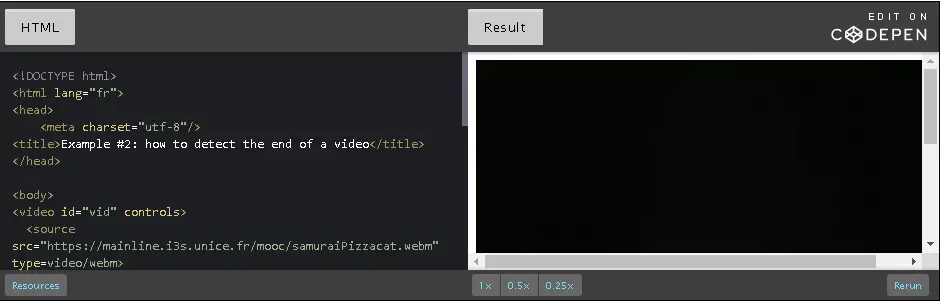 HTML
Result
EDIT ON
CODEPEN
<!DOCTYPE html>
<html lang="fr">
<head>
    <meta charset="utf-8"/>
<title>Example #2: how to detect the end of a video</title>
</head>

<body>
<video id="vid" controls>
  <source
src="https://mainline.i3s.unice.fr/mooc/samuraiPizzacat.webm"
type=video/webm>
Resources
1x
0.5x
0.25x
Rerun